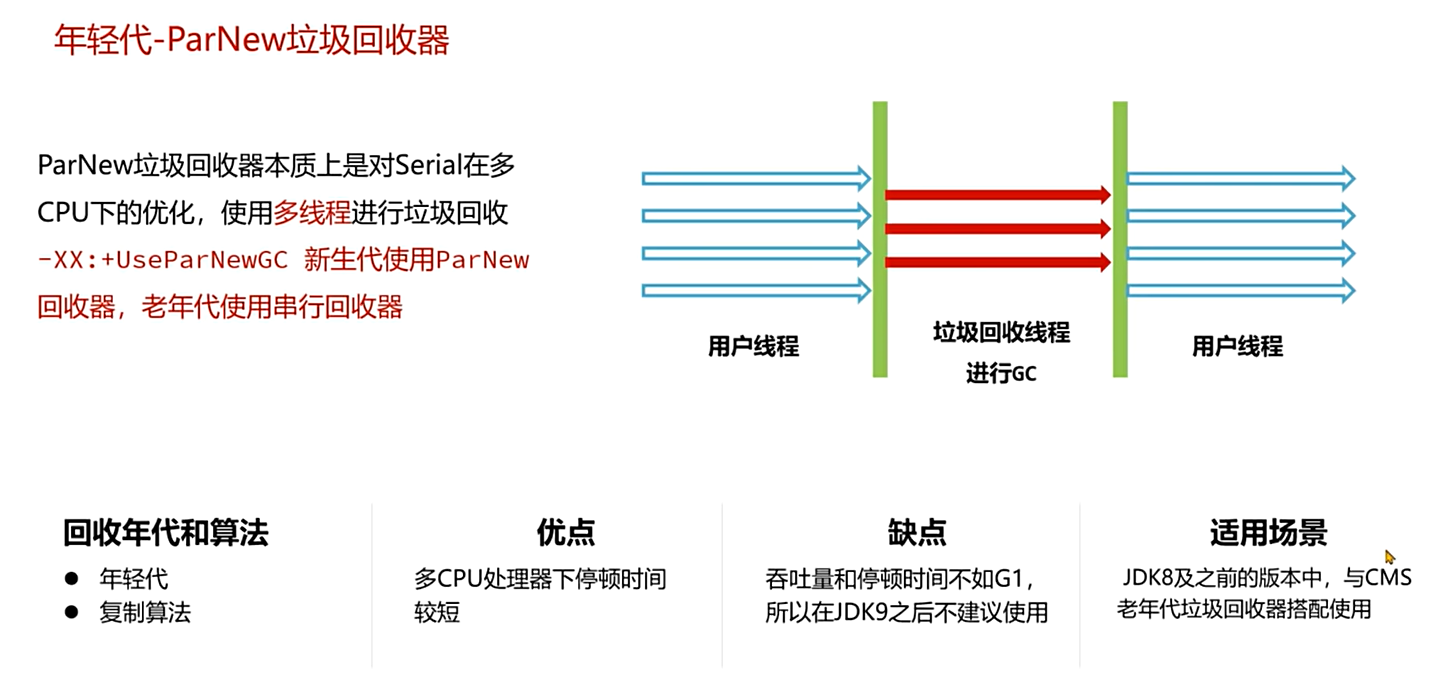 年轻代-ParNew垃圾回收器
ParNew垃圾回收器本质上是对Serial在多
CPU下的优化，使用多线程进行垃圾回收
-XX:+UseParNewGC 新生代使用ParNew
回收器，老年代使用串行回收器
用户线程
垃圾回收线程
进行GC
用户线程
回收年代和算法
● 年轻代
● 复制算法
优点
多CPU处理器下停顿时间
较短
缺点
吞吐量和停顿时间不如G1，
所以在JDK9之后不建议使用
适用场景
JDK8及之前的版本中，与CMS
老年代垃圾回收器搭配使用